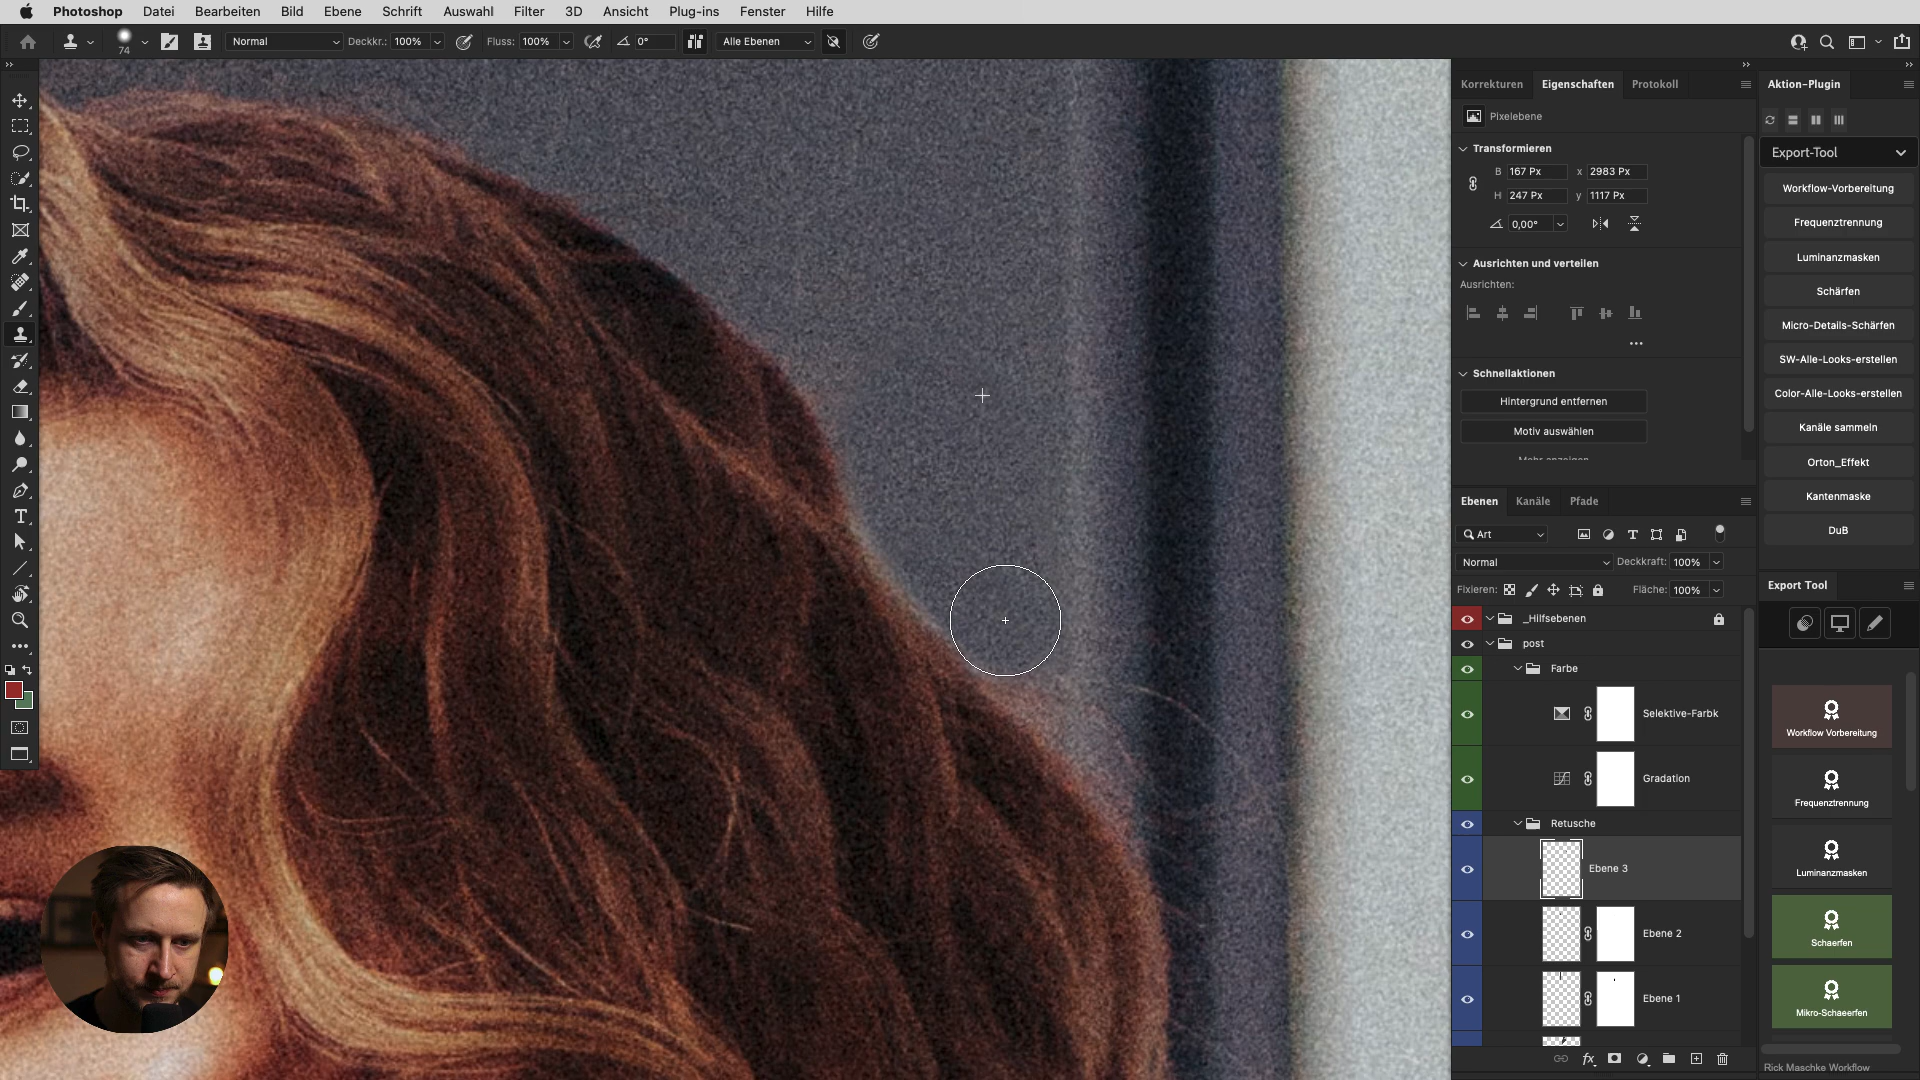 Photoshop Datei Bearbeiten Bild Ebene Schrift Auswahl Filter 3D Ansicht Plug-ins Fenster Hilfe
74 Normal Deckkr.: 100% Fluss: 100% 0° Alle Ebenen
Korrekturen Eigenschaften Protokoll
Pixelebene
Transformieren
B 167 Px x 2983 Px
H 247 Px y 1117 Px
0,00°
Ausrichten und verteilen
Ausrichten:
Schnellaktionen
Hintergrund entfernen
Motiv auswählen
Mehr anzeigen
Ebenen Kanäle Pfade
Art
Normal Deckkraft: 100%
Fixieren: Fläche: 100%
_Hilfsebenen
post
Farbe
Selektive-Farbk
Gradation
Retusche
Ebene 3
Ebene 2
Ebene 1
fx
Aktion-Plugin
Export-Tool
Workflow-Vorbereitung
Frequenztrennung
Luminanzmasken
Schärfen
Micro-Details-Schärfen
SW-Alle-Looks-erstellen
Color-Alle-Looks-erstellen
Kanäle sammeln
Orton_Effekt
Kantenmaske
DuB
Export Tool
Workflow Vorbereitung
Frequenztrennung
Luminanzmasken
Schaerfen
Mikro-Schaeerfen
Rick Maschke Workflow